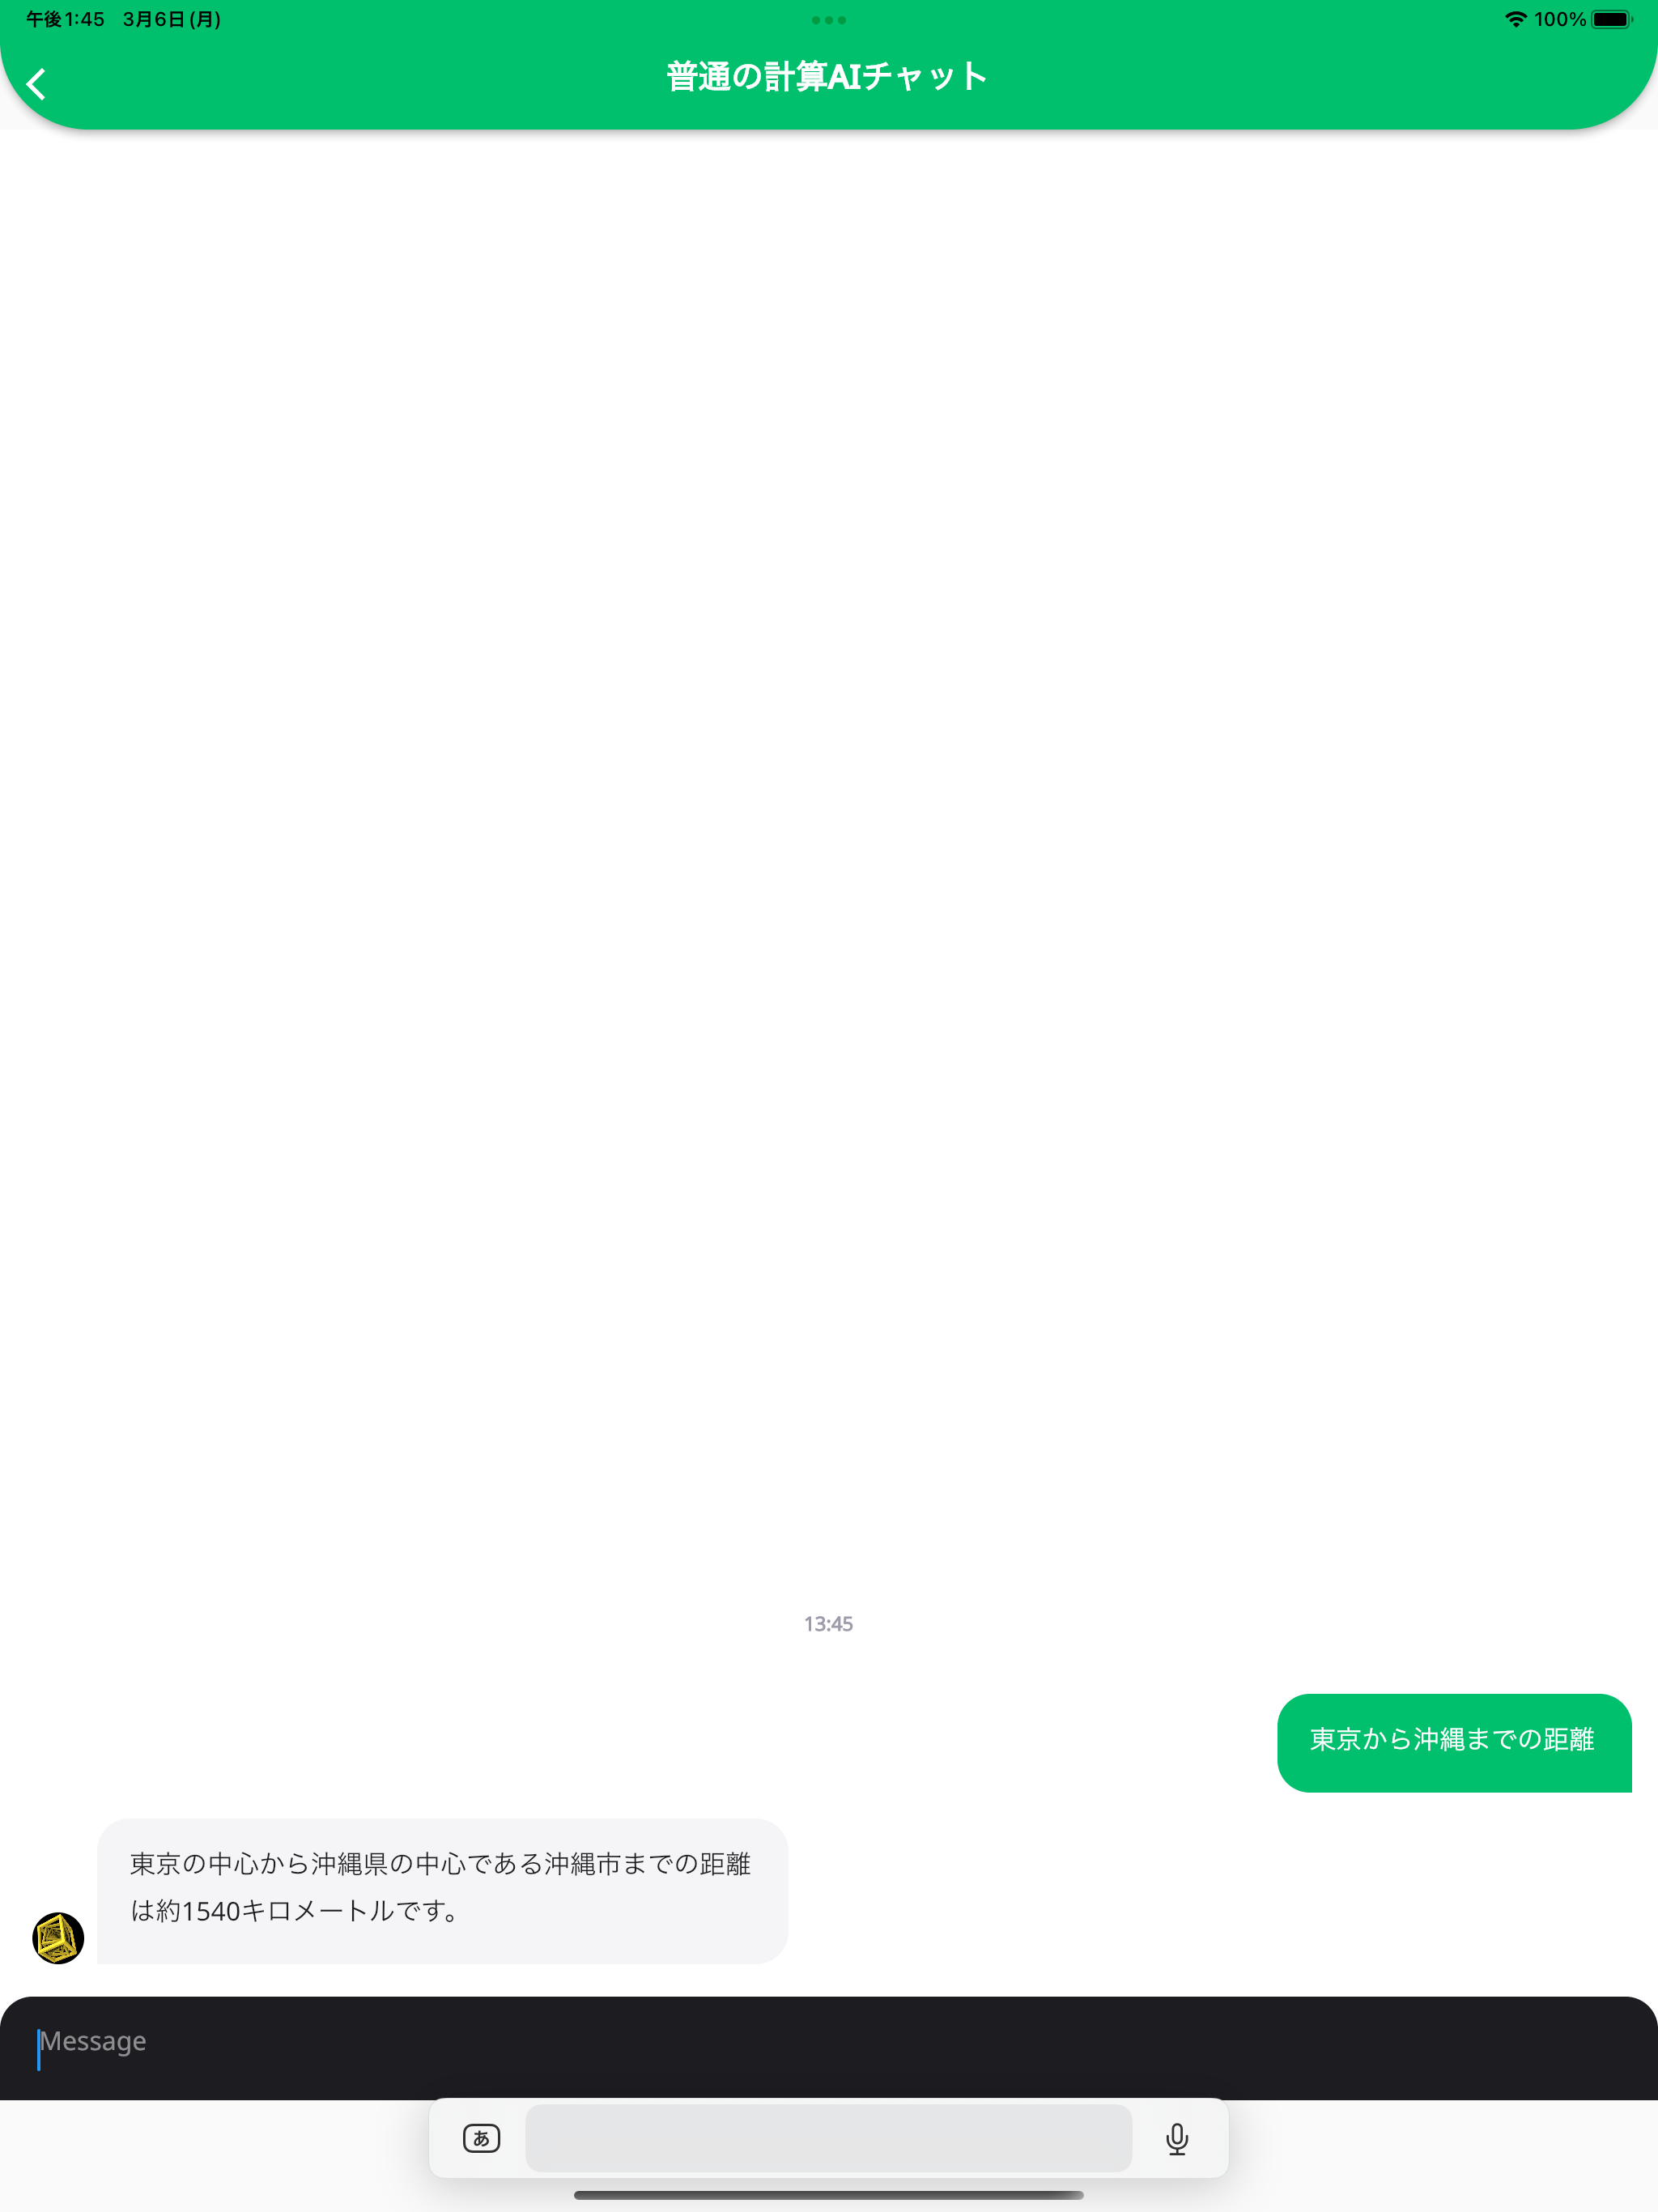 午後1:45 3月6日(月)
100%
普通の計算AIチャット
13:45
東京から沖縄までの距離
東京の中心から沖縄県の中心である沖縄市までの距離
は約1540キロメートルです。
Message
あ